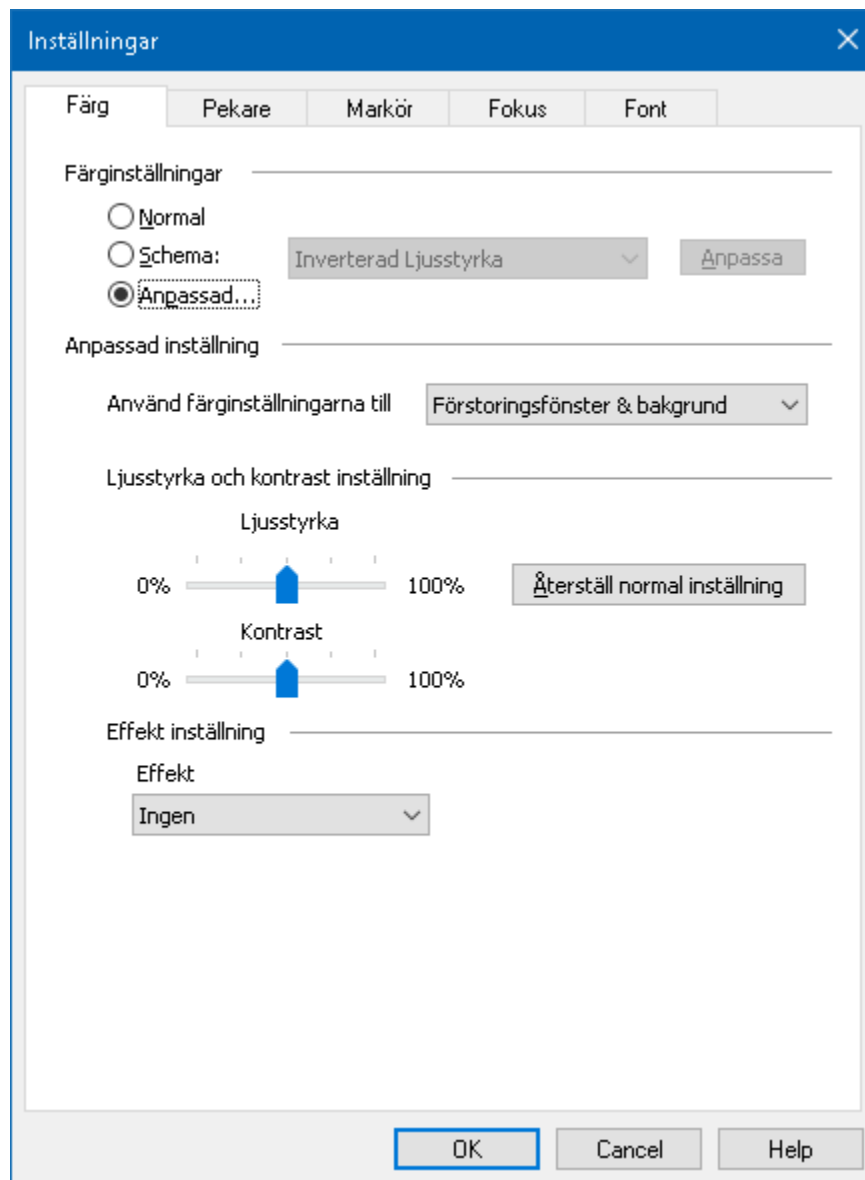 Inställningar
Färg Pekare Markör Fokus Font
Färginställningar
Normal
Schema: Inverterad Ljusstyrka Anpassa
Anpassad...
Anpassad inställning
Använd färginställningarna till Förstoringsfönster & bakgrund
Ljusstyrka och kontrast inställning
Ljusstyrka
0% 100% Återställ normal inställning
Kontrast
0% 100%
Effekt inställning
Effekt
Ingen
OK Cancel Help